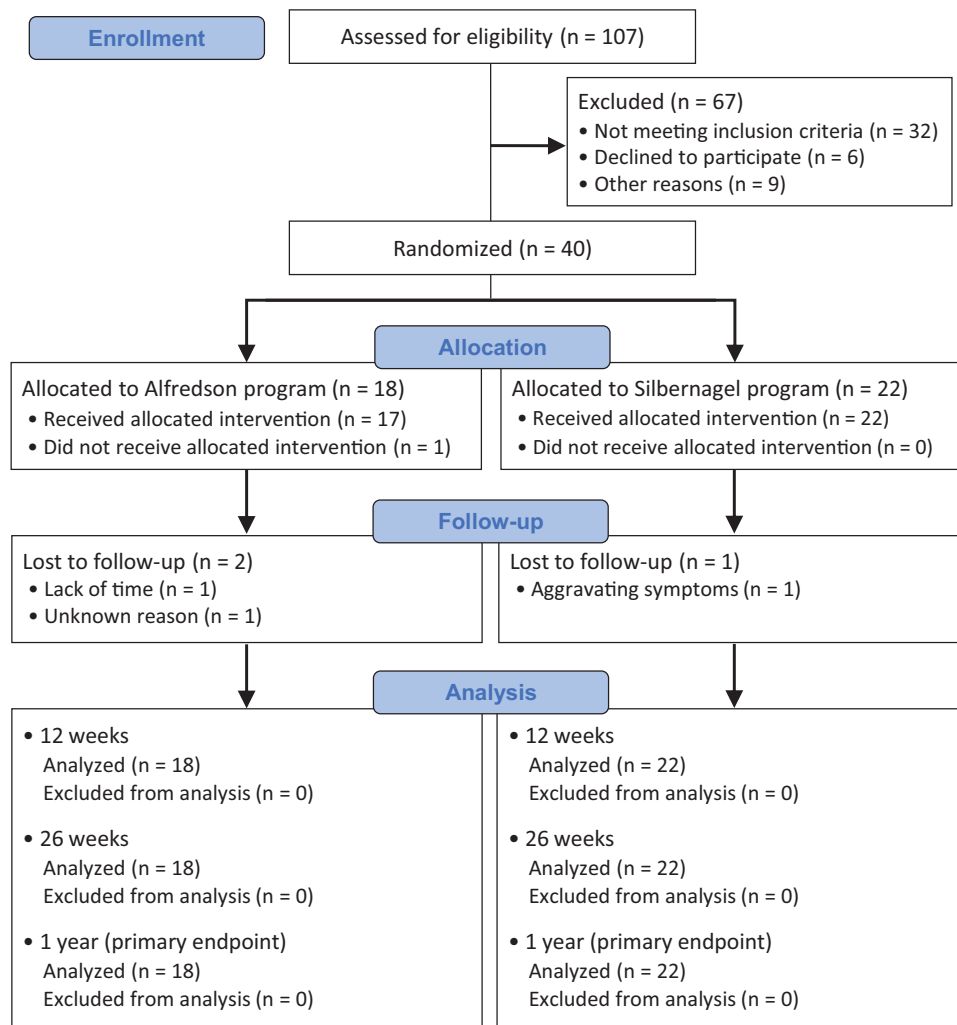 Enrollment
Assessed for eligibility (n = 107)
Excluded (n = 67)
• Not meeting inclusion criteria (n = 32)
• Declined to participate (n = 6)
• Other reasons (n = 9)
Randomized (n = 40)
Allocation
Allocated to Alfredson program (n = 18)
• Received allocated intervention (n = 17)
• Did not receive allocated intervention (n = 1)
Allocated to Silbernagel program (n = 22)
• Received allocated intervention (n = 22)
• Did not receive allocated intervention (n = 0)
Follow-up
Lost to follow-up (n = 2)
• Lack of time (n = 1)
• Unknown reason (n = 1)
Lost to follow-up (n = 1)
• Aggravating symptoms (n = 1)
Analysis
• 12 weeks
Analyzed (n = 18)
Excluded from analysis (n = 0)
• 26 weeks
Analyzed (n = 18)
Excluded from analysis (n = 0)
• 1 year (primary endpoint)
Analyzed (n = 18)
Excluded from analysis (n = 0)
• 12 weeks
Analyzed (n = 22)
Excluded from analysis (n = 0)
• 26 weeks
Analyzed (n = 22)
Excluded from analysis (n = 0)
• 1 year (primary endpoint)
Analyzed (n = 22)
Excluded from analysis (n = 0)